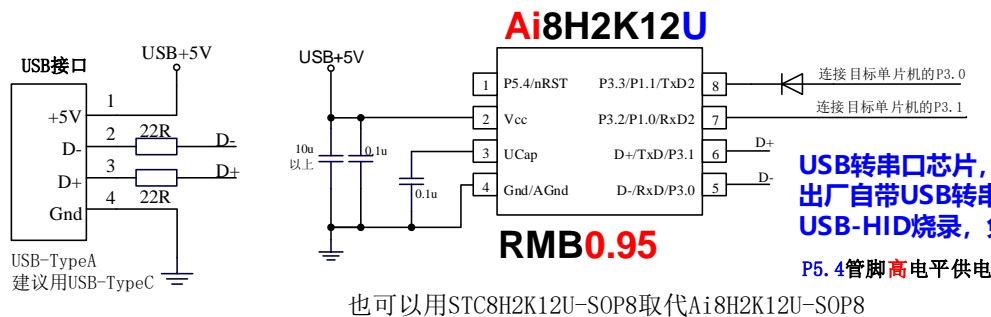 Ai8H2K12U
USB接口
USB+5V
1
+5V
2
22R
D-
D-
3
D+
D+
4
22R
Gnd
USB-TypeA
建议用USB-TypeC
USB+5V
10u
以上
0.1u
0.1u
1
P5.4/nRST
P3.3/P1.1/TxD2
8
连接目标单片机的P3.0
2
Vcc
P3.2/P1.0/RxD2
7
连接目标单片机的P3.1
3
UCap
D+/TxD/P3.1
6
D+
4
Gnd/AGnd
D-/RxD/P3.0
5
D-
RMB0.95
USB转串口芯片，
出厂自带USB转串
USB-HID烧录，
P5.4管脚高电平供电
也可以用STC8H2K12U-SOP8取代Ai8H2K12U-SOP8